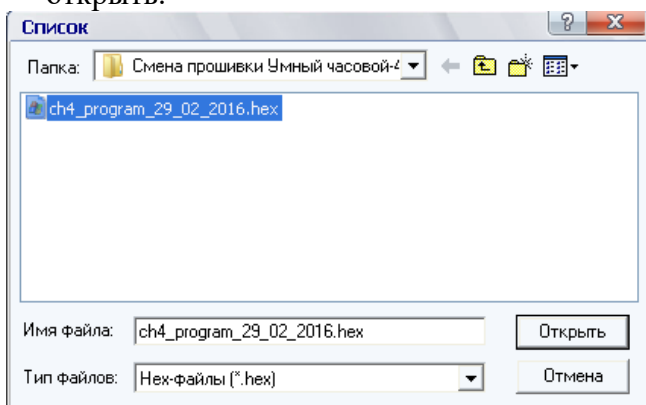 открыть.
Список
Папка: Смена прошивки Умный часовой-4
ch4_program_29_02_2016.hex
Имя файла: ch4_program_29_02_2016.hex Открыть
Тип файлов: Hex-файлы (*.hex) Отмена